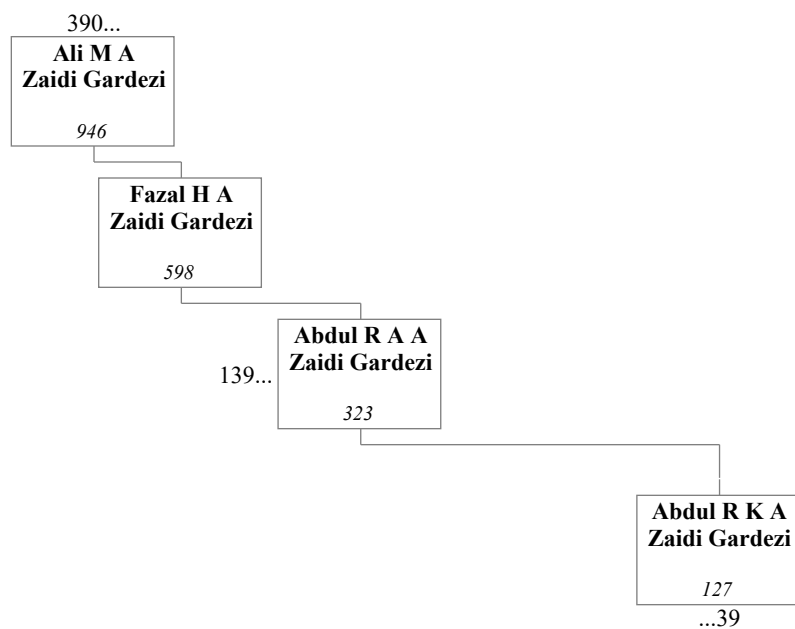 390...
Ali M A
Zaidi Gardezi
946
Fazal H A
Zaidi Gardezi
598
Abdul R A A
Zaidi Gardezi
139...
323
Abdul R K A
Zaidi Gardezi
127
...39